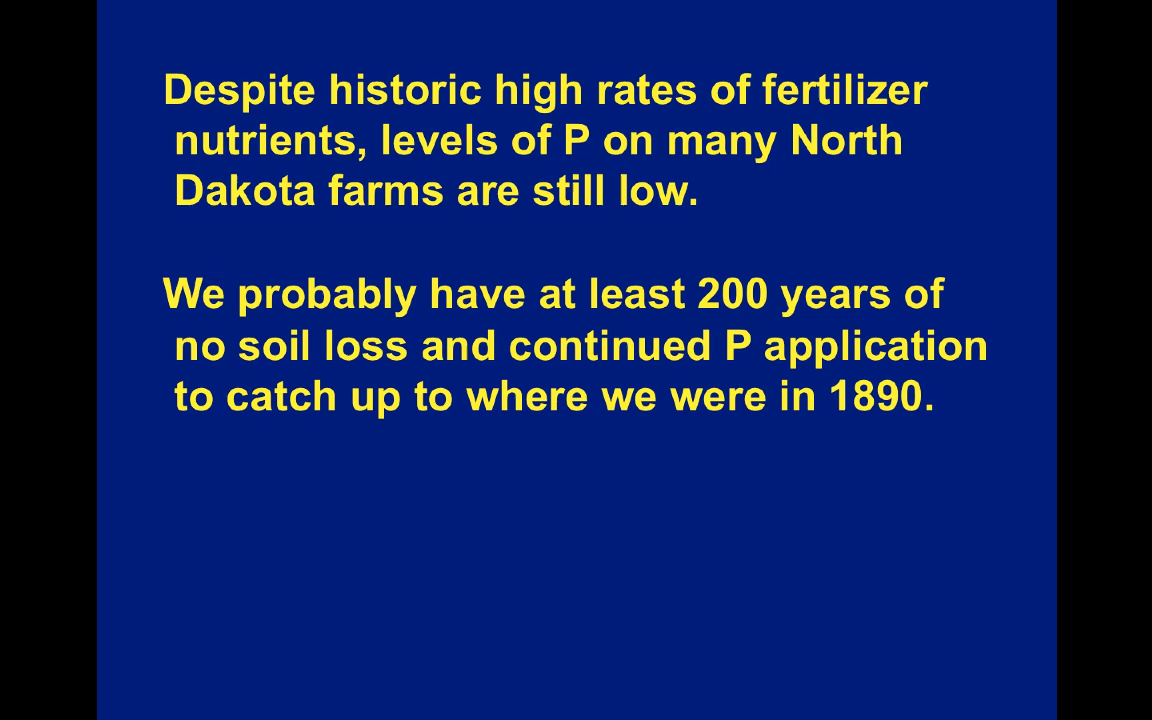 Despite historic high rates of fertilizer
nutrients, levels of P on many North
Dakota farms are still low.
We probably have at least 200 years of
no soil loss and continued P application
to catch up to where we were in 1890.